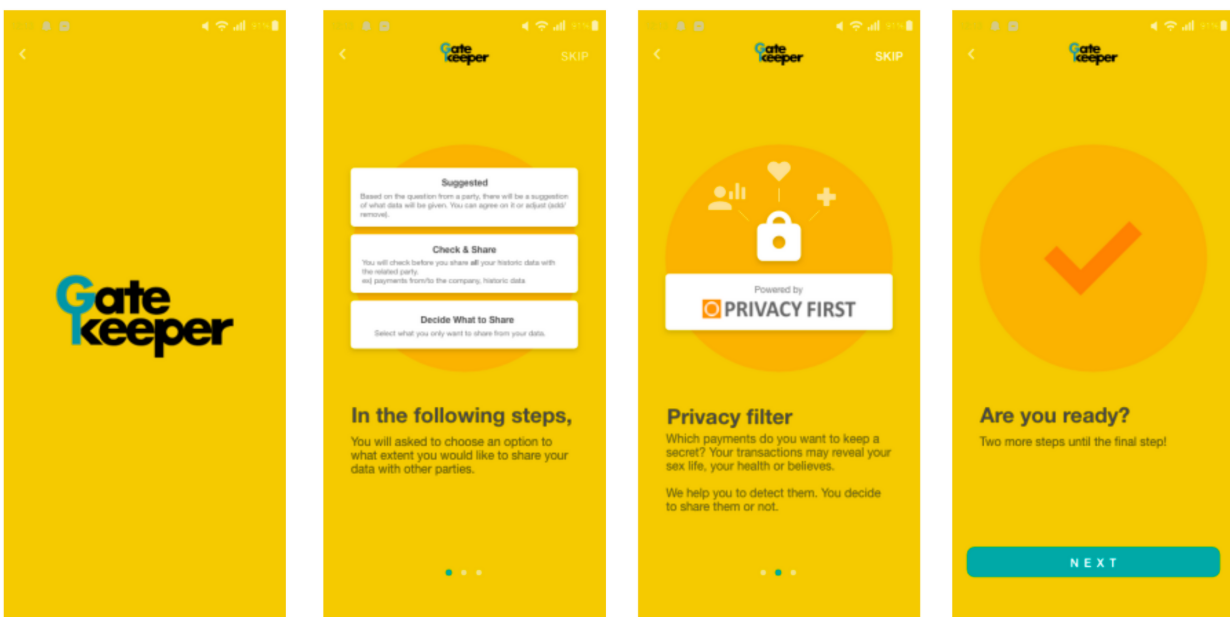 91%
Gate
keeper
91%
Gate
keeper
SKIP
Suggested
Based on the question from a party, there will be a suggestion
of what data will be given. You can agree on it or adjust (add/
remove).
Check & Share
You will check before you share all your historic data with
the related party.
ex) payments from/to the company, historic data
Decide What to Share
Select what you only want to share from your data.
In the following steps,
You will asked to choose an option to
what extent you would like to share your
data with other parties.
91%
Gate
keeper
SKIP
Powered by
PRIVACY FIRST
Privacy filter
Which payments do you want to keep a
secret? Your transactions may reveal your
sex life, your health or believes.
We help you to detect them. You decide
to share them or not.
91%
Gate
keeper
Are you ready?
Two more steps until the final step!
NEXT